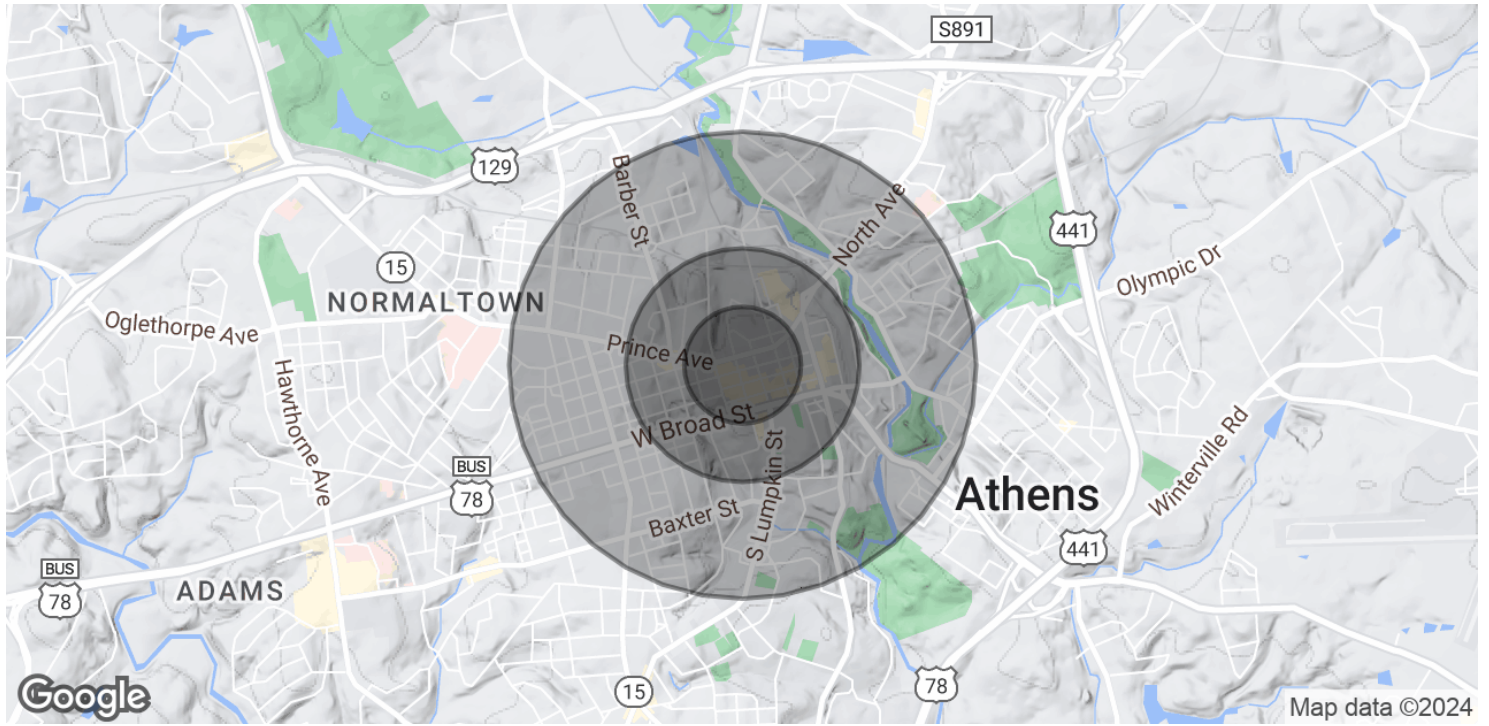 S891
129
Barber St
North Ave
441
15
Olympic Dr
NORMALTOWN
Oglethorpe Ave
Prince Ave
Hawthorne Ave
W Broad St
Winterville Rd
BUS
78
Athens
Baxter St
S Lumpkin St
441
BUS
78
ADAMS
15
78
Google
Map data ©2024